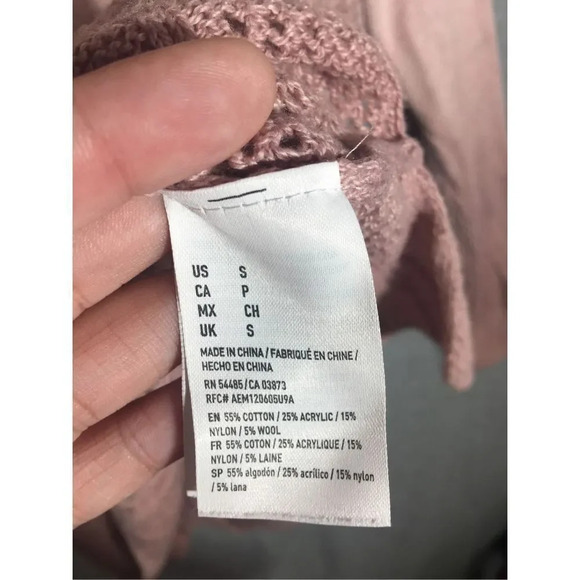 US S
CA P
MX CH
UK S
MADE IN CHINA / FABRIQUÉ EN CHINE /
HECHO EN CHINA
RN 54485 / CA 03873
RFC# AEM120605U9A
EN 55% COTTON / 25% ACRYLIC / 15%
NYLON / 5% WOOL
FR 55% COTON / 25% ACRYLIQUE / 15%
NYLON / 5% LAINE
SP 55% algodón / 25% acrílico / 15% nylon
/ 5% lana